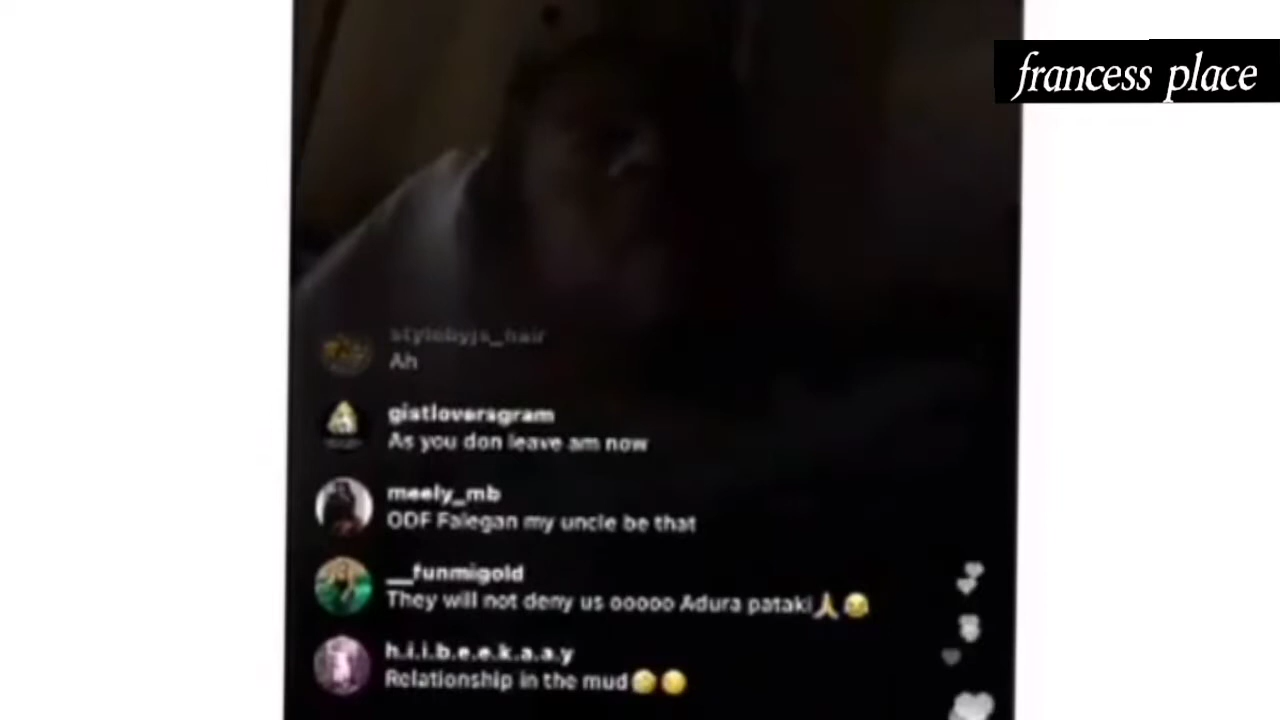 francess place
stylebyjs_hair
Ah
gistloversgram
As you don leave am now
meely_mb
ODF Falegan my uncle be that
__funmigold
They will not deny us ooooo Adura pataki🙏😂
h.i.i.b.e.e.k.a.a.y
Relationship in the mud